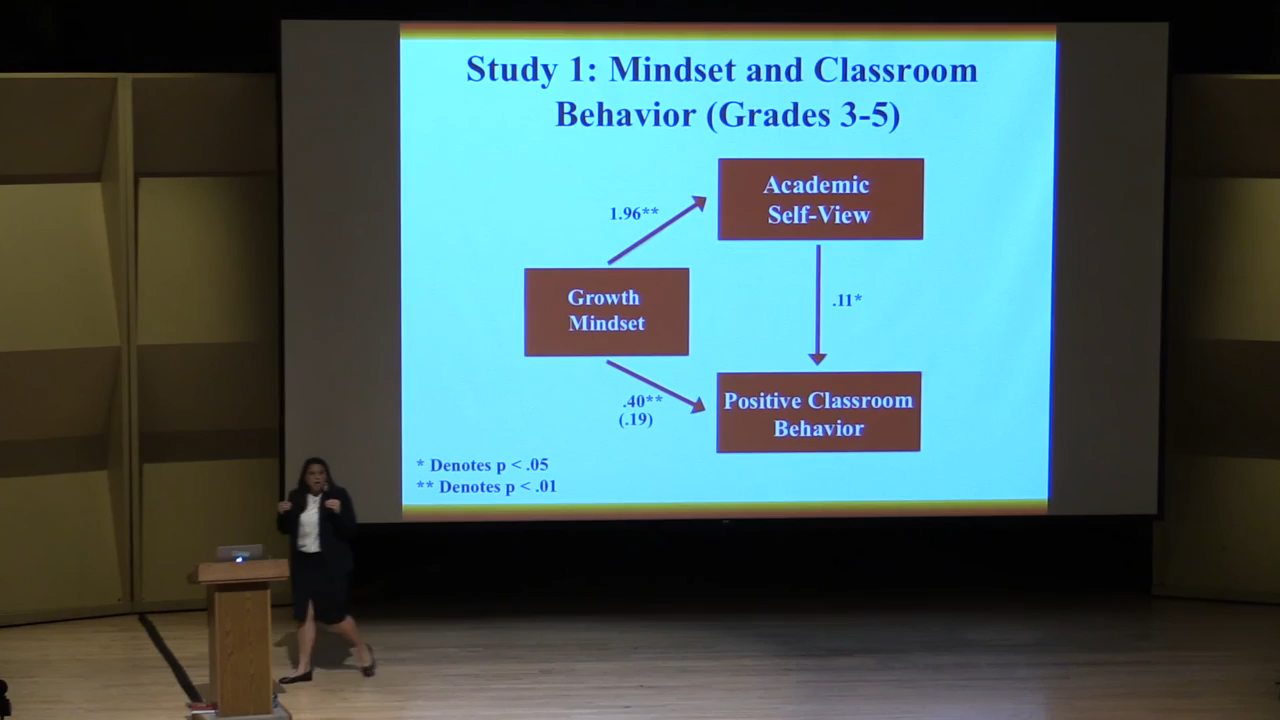 Study 1: Mindset and Classroom
Behavior (Grades 3-5)
Academic
Self-View
1.96**
Growth
Mindset
.11*
.40**
(.19)
Positive Classroom
Behavior
* Denotes p < .05
** Denotes p < .01